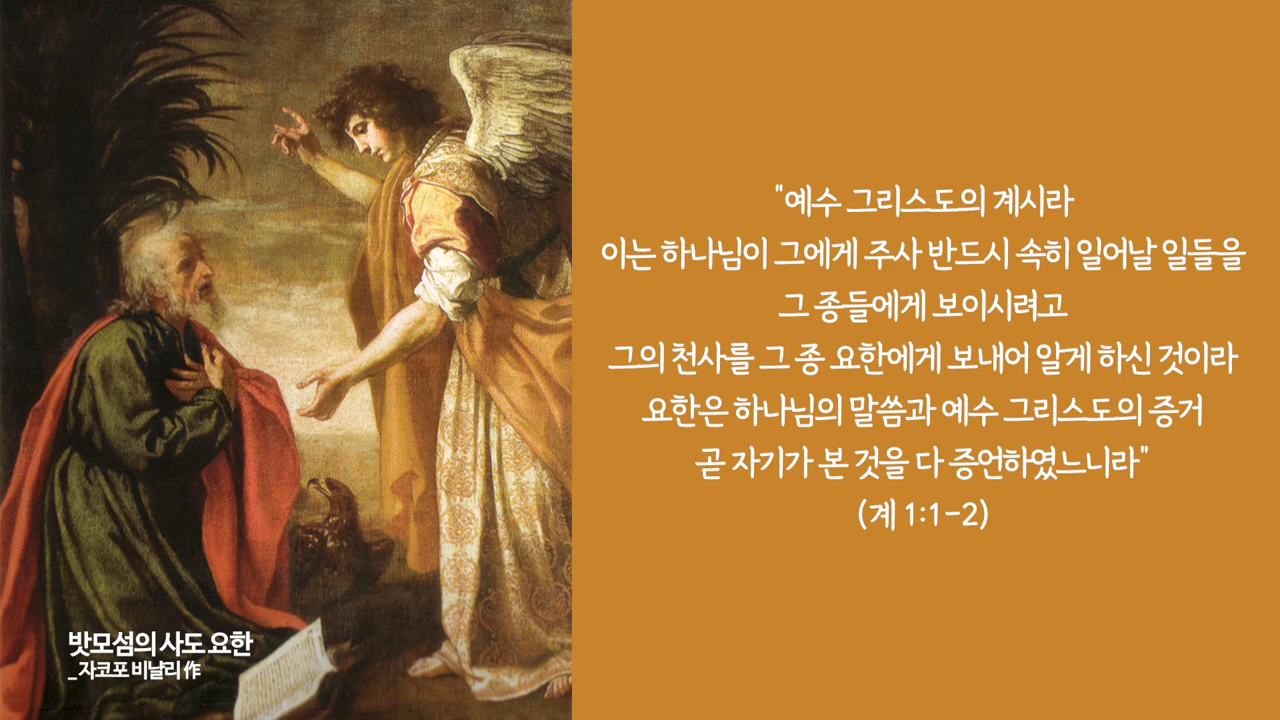 밧모섬의 사도 요한
_자코포 비날리 作
"예수 그리스도의 계시라
이는 하나님이 그에게 주사 반드시 속히 일어날 일들을
그 종들에게 보이시려고
그의 천사를 그 종 요한에게 보내어 알게 하신 것이라
요한은 하나님의 말씀과 예수 그리스도의 증거
곧 자기가 본 것을 다 증언하였느니라"
(계 1:1-2)